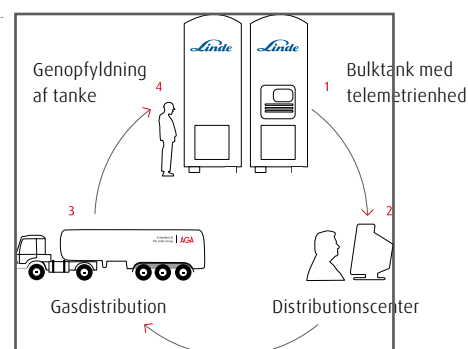 Linde
Linde
Genopfyldning
af tanke
4
1
Bulktank med
telemetrienhed
3
2
AGA
Gasdistribution
Distributionscenter